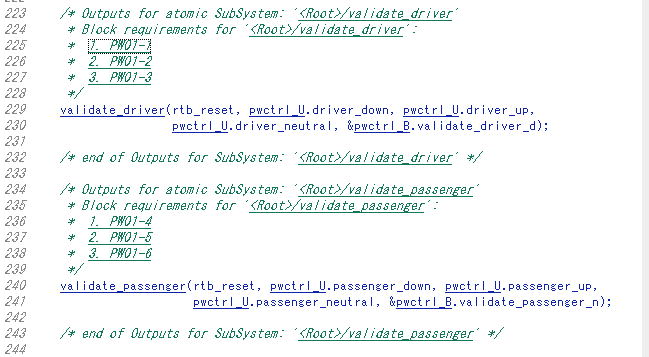 223 /* Outputs for atomic SubSystem: '<Root>/validate_driver'
224 * Block requirements for '<Root>/validate_driver':
225 * 1. PW01-1
226 * 2. PW01-2
227 * 3. PW01-3
228 */
229 validate_driver(rtb_reset, pwctrl_U.driver_down, pwctrl_U.driver_up,
230 pwctrl_U.driver_neutral, &pwctrl_B.validate_driver_d);
231
232 /* end of Outputs for SubSystem: '<Root>/validate_driver' */
233
234 /* Outputs for atomic SubSystem: '<Root>/validate_passenger'
235 * Block requirements for '<Root>/validate_passenger':
236 * 1. PW01-4
237 * 2. PW01-5
238 * 3. PW01-6
239 */
240 validate_passenger(rtb_reset, pwctrl_U.passenger_down, pwctrl_U.passenger_up,
241 pwctrl_U.passenger_neutral, &pwctrl_B.validate_passenger_n);
242
243 /* end of Outputs for SubSystem: '<Root>/validate_passenger' */
244